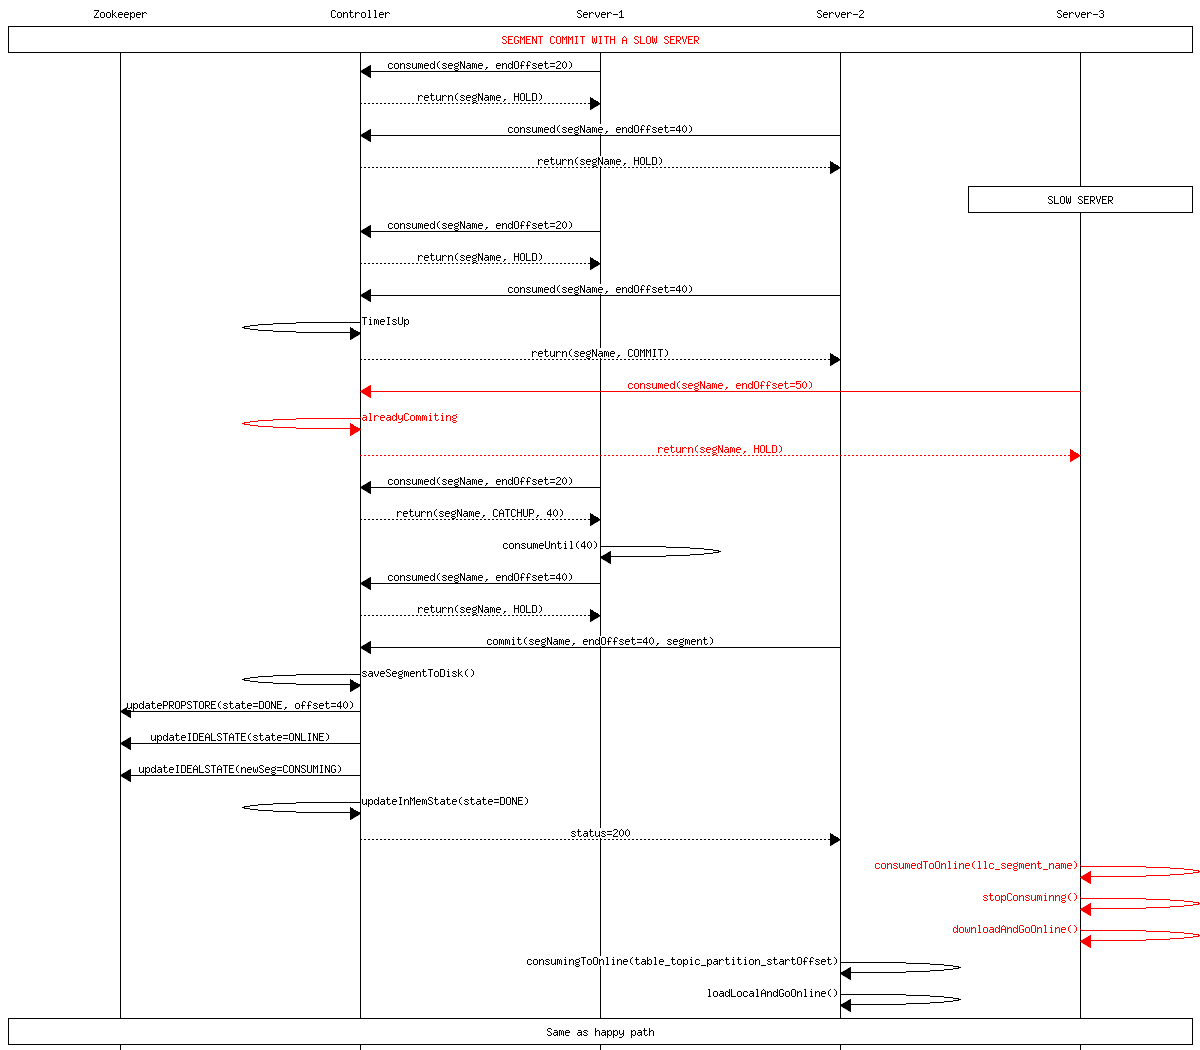 Zookeeper Controller Server-1 Server-2 Server-3
SEGMENT COMMIT WITH A SLOW SERVER
consumed(segName, endOffset=20)
return(segName, HOLD)
consumed(segName, endOffset=40)
return(segName, HOLD)
SLOW SERVER
consumed(segName, endOffset=20)
return(segName, HOLD)
consumed(segName, endOffset=40)
TimeIsUp
return(segName, COMMIT)
consumed(segName, endOffset=50)
alreadyCommiting
return(segName, HOLD)
consumed(segName, endOffset=20)
return(segName, CATCHUP, 40)
consumeUntil(40)
consumed(segName, endOffset=40)
return(segName, HOLD)
commit(segName, endOffset=40, segment)
saveSegmentToDisk()
updatePROPSTORE(state=DONE, offset=40)
updateIDEALSTATE(state=ONLINE)
updateIDEALSTATE(newSeg=CONSUMING)
updateInMemState(state=DONE)
status=200
consumedToOnline(llc_segment_name)
stopConsuminng()
downloadAndGoOnline()
consumingToOnline(table_topic_partition_startOffset)
loadLocalAndGoOnline()
Same as happy path